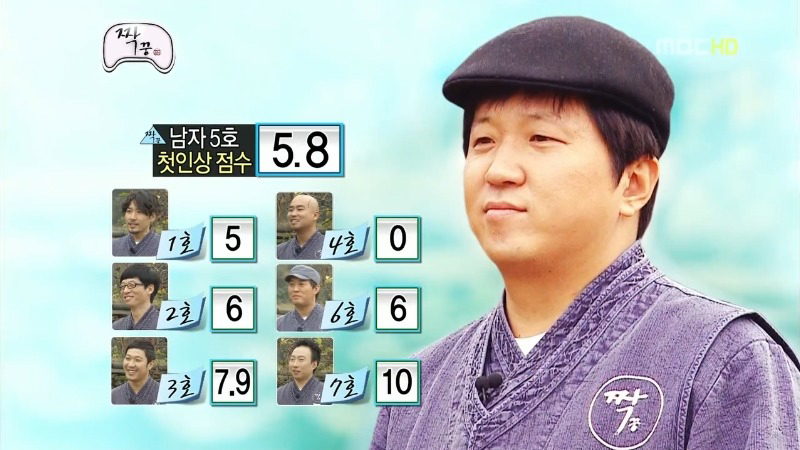 짝꿍
MBC HD
짝꿍
남자 5호
첫인상 점수
5.8
1호 5
4호 0
2호 6
6호 6
3호 7.9
7호 10
짝꿍